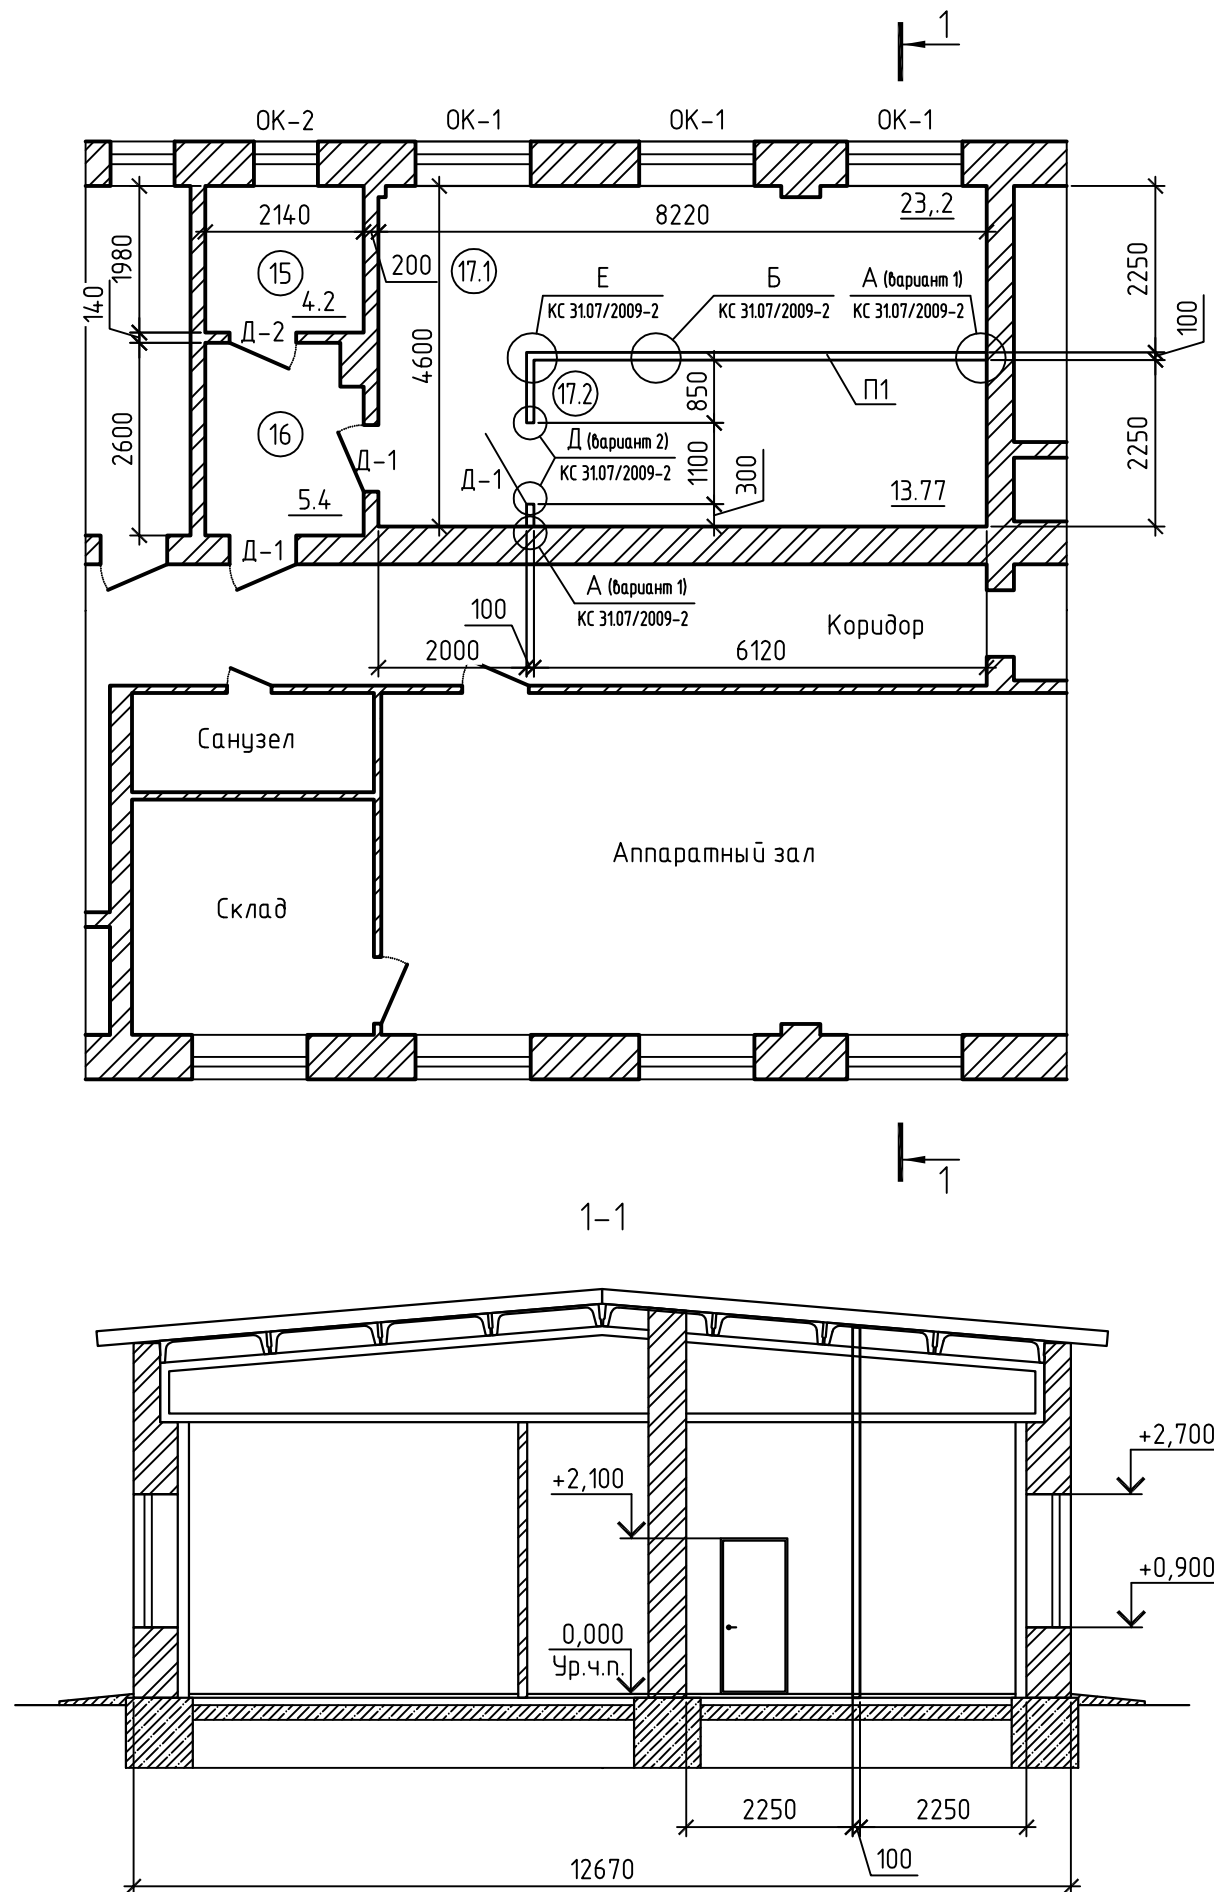 1
ОК-2
ОК-1
ОК-1
ОК-1
23,.2
2140
8220
1980
15
200
17.1
2250
140
4.2
Е
КС 31.07/2009-2
Б
КС 31.07/2009-2
А (вариант 1)
КС 31.07/2009-2
100
Д-2
4600
17.2
850
П1
2600
16
Д-1
Д (вариант 2)
КС 31.07/2009-2
1100
300
2250
Д-1
5.4
13.77
Д-1
А (вариант 1)
КС 31.07/2009-2
100
Коридор
2000
6120
Санузел
Аппаратный зал
Склад
1
1-1
+2,700
+2,100
+0,900
0,000
Ур.ч.п.
2250
2250
100
12670